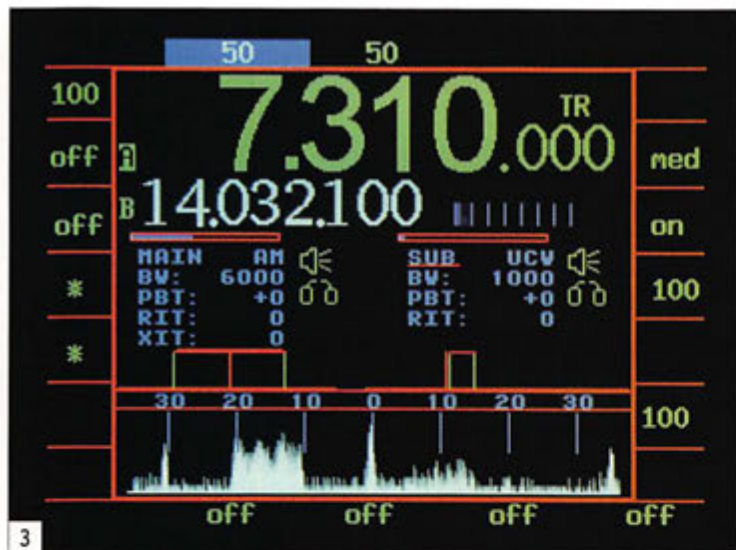 50 50
100
7.310.000 TR
off A med
B 14.032.100
off on
MAIN AM SUB UCW
BW: 6000 BW: 1000
* PBT: +0 PBT: +0 100
RIT: 0 RIT: 0
XIT: 0
*
30 20 10 0 10 20 30
100
off off off off
3